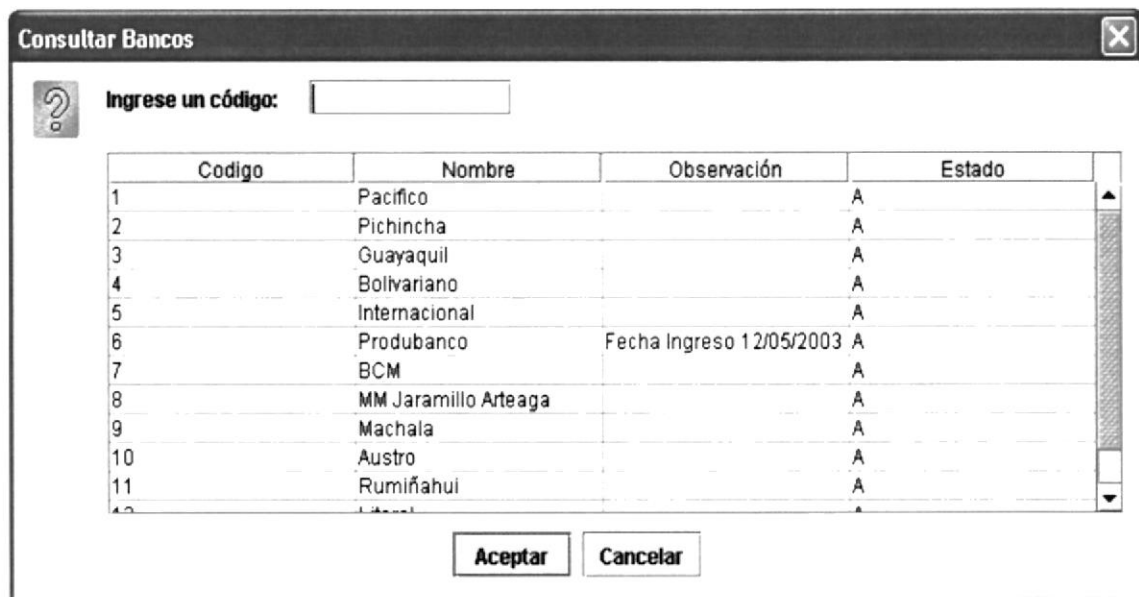 Consultar Bancos
Ingrese un código:
Codigo Nombre Observación Estado
1 Pacifico A
2 Pichincha A
3 Guayaquil A
4 Bolivariano A
5 Internacional A
6 Produbanco Fecha Ingreso 12/05/2003 A
7 BCM A
8 MM Jaramillo Arteaga A
9 Machala A
10 Austro A
11 Rumiñahui A
Aceptar Cancelar